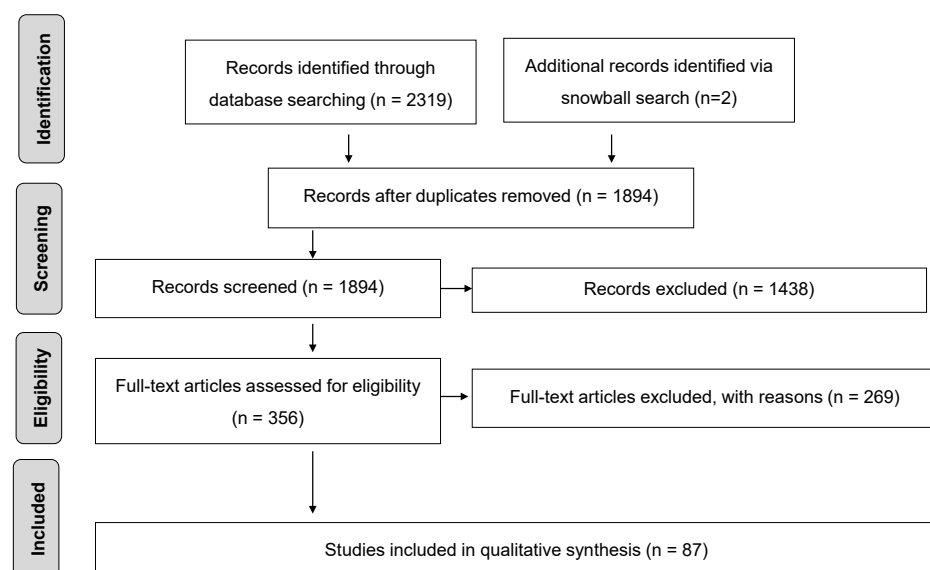 Identification
Records identified through
database searching (n = 2319)
Additional records identified via
snowball search (n=2)
Records after duplicates removed (n = 1894)
Screening
Records screened (n = 1894)
Records excluded (n = 1438)
Eligibility
Full-text articles assessed for eligibility
(n = 356)
Full-text articles excluded, with reasons (n = 269)
Included
Studies included in qualitative synthesis (n = 87)